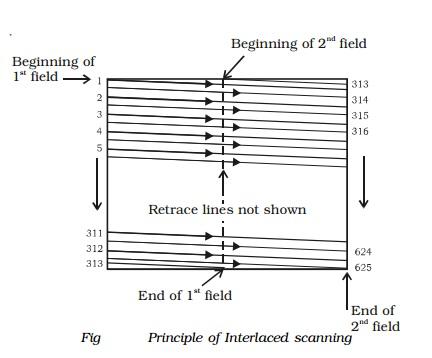 Beginning of 2nd field
Beginning of
1st field
1
313
2
314
3
315
4
316
5
Retrace lines not shown
311
312
624
313
625
End of 1st field
End of
2nd field
Fig Principle of Interlaced scanning